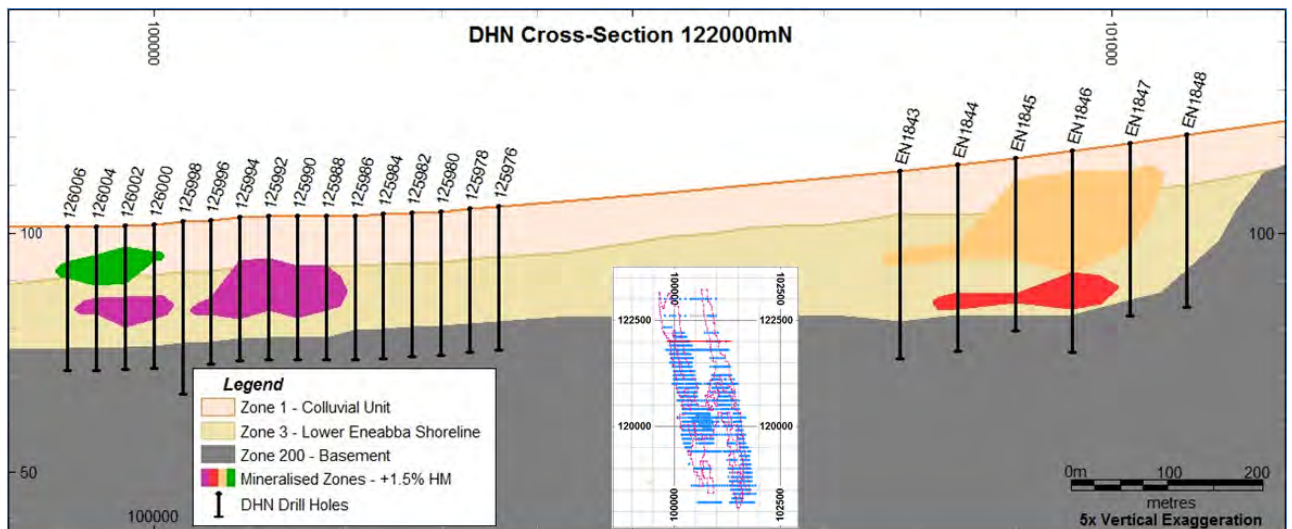 DHN Cross-Section 122000mN
100000
101000
126006
126004
126002
126000
125998
125996
125994
125992
125990
125988
125986
125984
125982
125980
125978
125976
EN1843
EN1844
EN1845
EN1846
EN1847
EN1848
100
100
50
100000
Legend
Zone 1 - Colluvial Unit
Zone 3 - Lower Eneabba Shoreline
Zone 200 - Basement
Mineralised Zones - +1.5% HM
DHN Drill Holes
100000
102500
122500
122500
120000
120000
100000
102500
0m 100 200
metres
5x Vertical Exaggeration